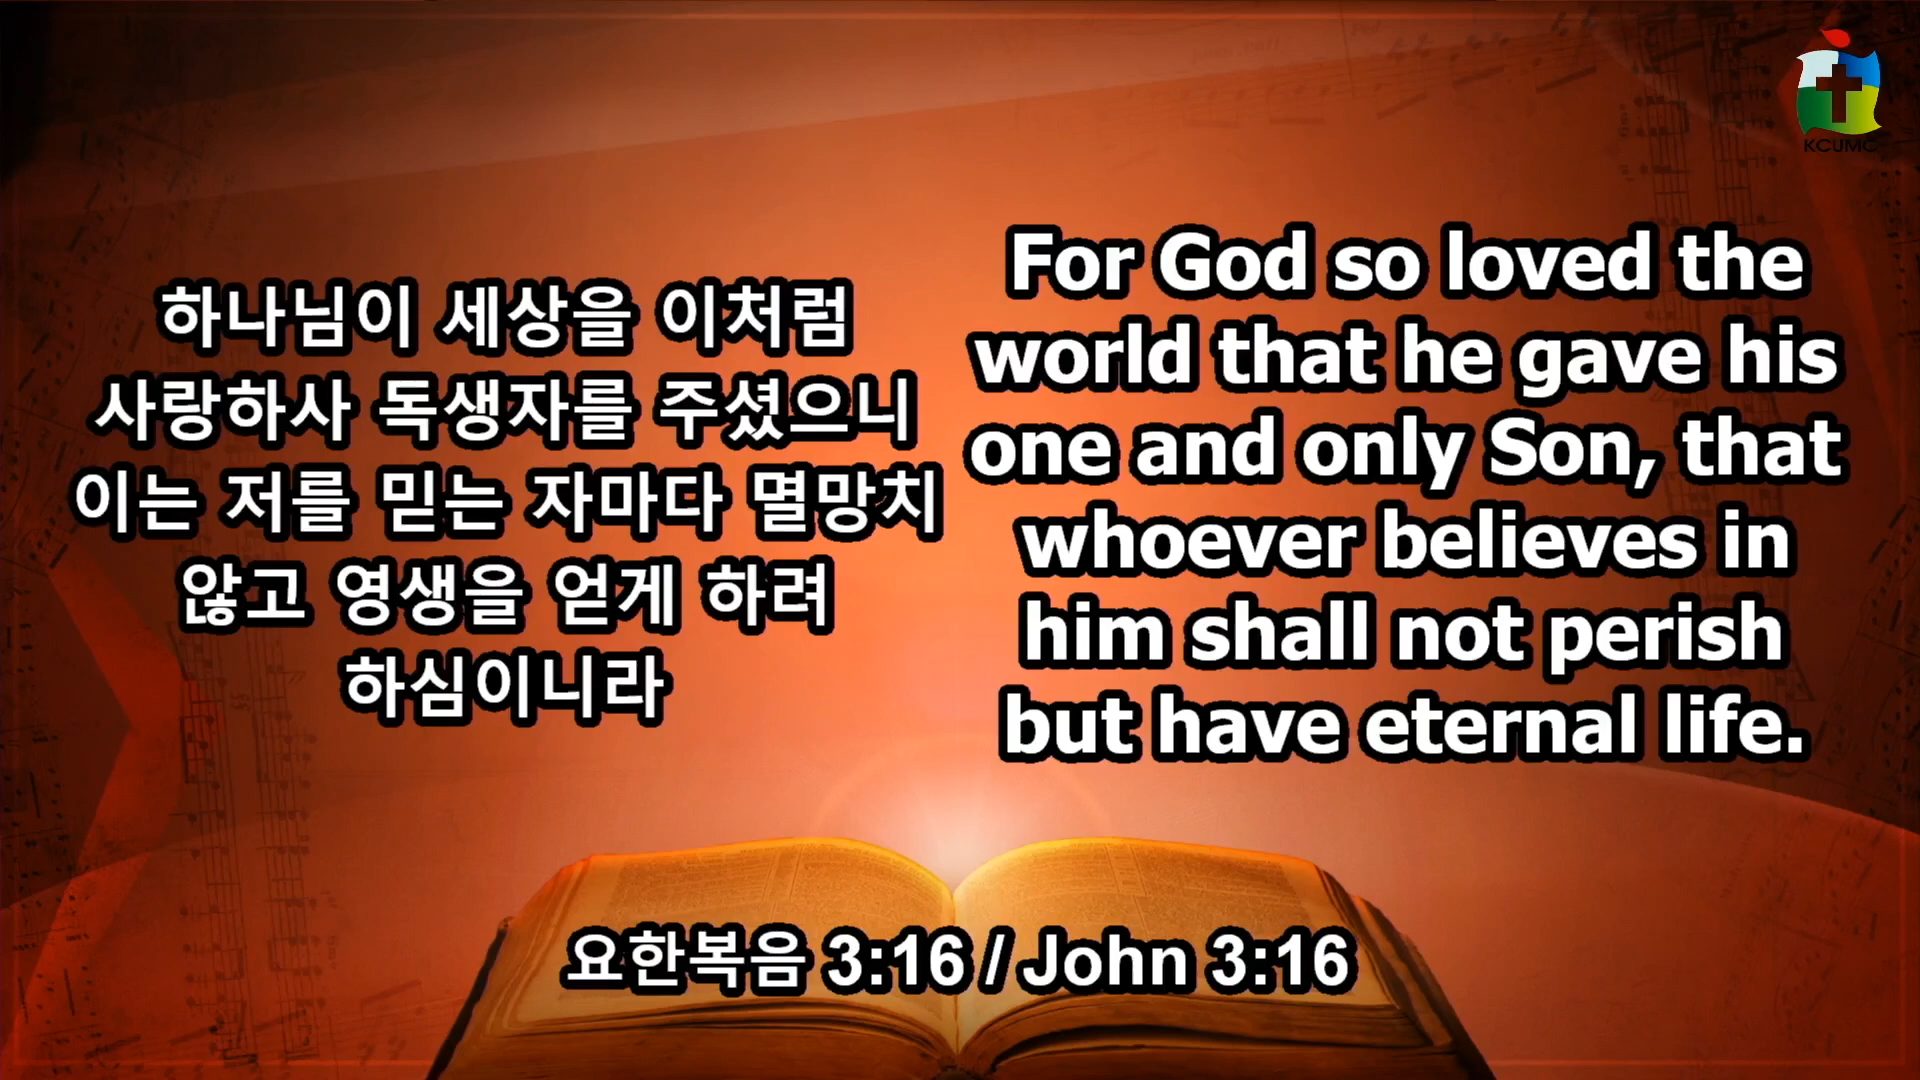 KCUMC
하나님이 세상을 이처럼
사랑하사 독생자를 주셨으니
이는 저를 믿는 자마다 멸망치
않고 영생을 얻게 하려
하심이니라
For God so loved the
world that he gave his
one and only Son, that
whoever believes in
him shall not perish
but have eternal life.
요한복음 3:16 / John 3:16